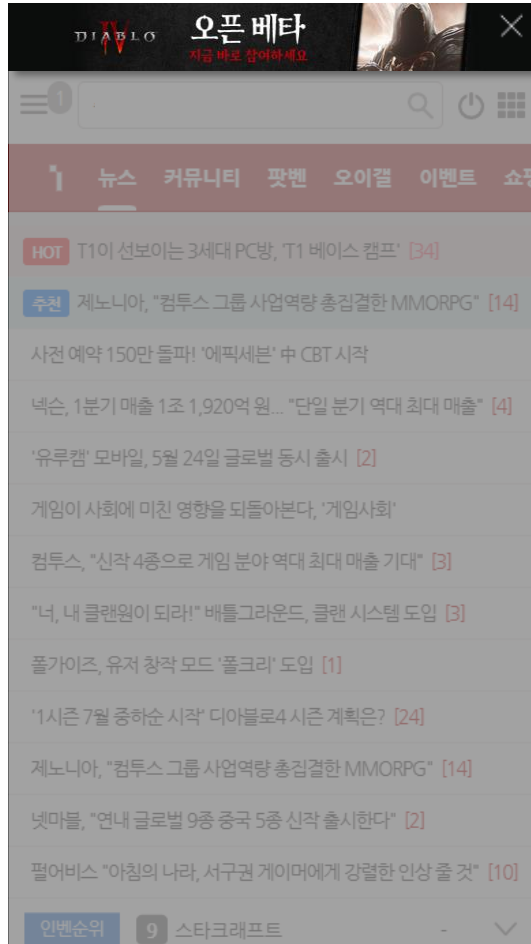 DIABLO IV
오픈 베타
지금 바로 참여하세요
1
뉴스 커뮤니티 팟벤 오이갤 이벤트 쇼핑
HOT T1이 선보이는 3세대 PC방, 'T1 베이스 캠프' [34]
추천 제노니아, "컴투스 그룹 사업역량 총집결한 MMORPG" [14]
사전 예약 150만 돌파! '에픽세븐' 中 CBT 시작
넥슨, 1분기 매출 1조 1,920억 원... "단일 분기 역대 최대 매출" [4]
'유루캠' 모바일, 5월 24일 글로벌 동시 출시 [2]
게임이 사회에 미친 영향을 되돌아본다, '게임사회'
컴투스, "신작 4종으로 게임 분야 역대 최대 매출 기대" [3]
"너, 내 클랜원이 되라!" 배틀그라운드, 클랜 시스템 도입 [3]
폴가이즈, 유저 창작 모드 '폴크리' 도입 [1]
'1시즌 7월 중하순 시작' 디아블로4 시즌 계획은? [24]
제노니아, "컴투스 그룹 사업역량 총집결한 MMORPG" [14]
넷마블, "연내 글로벌 9종 중국 5종 신작 출시한다" [2]
펄어비스 "아침의 나라, 서구권 게이머에게 강렬한 인상 줄 것" [10]
인벤순위 9 스타크래프트 -